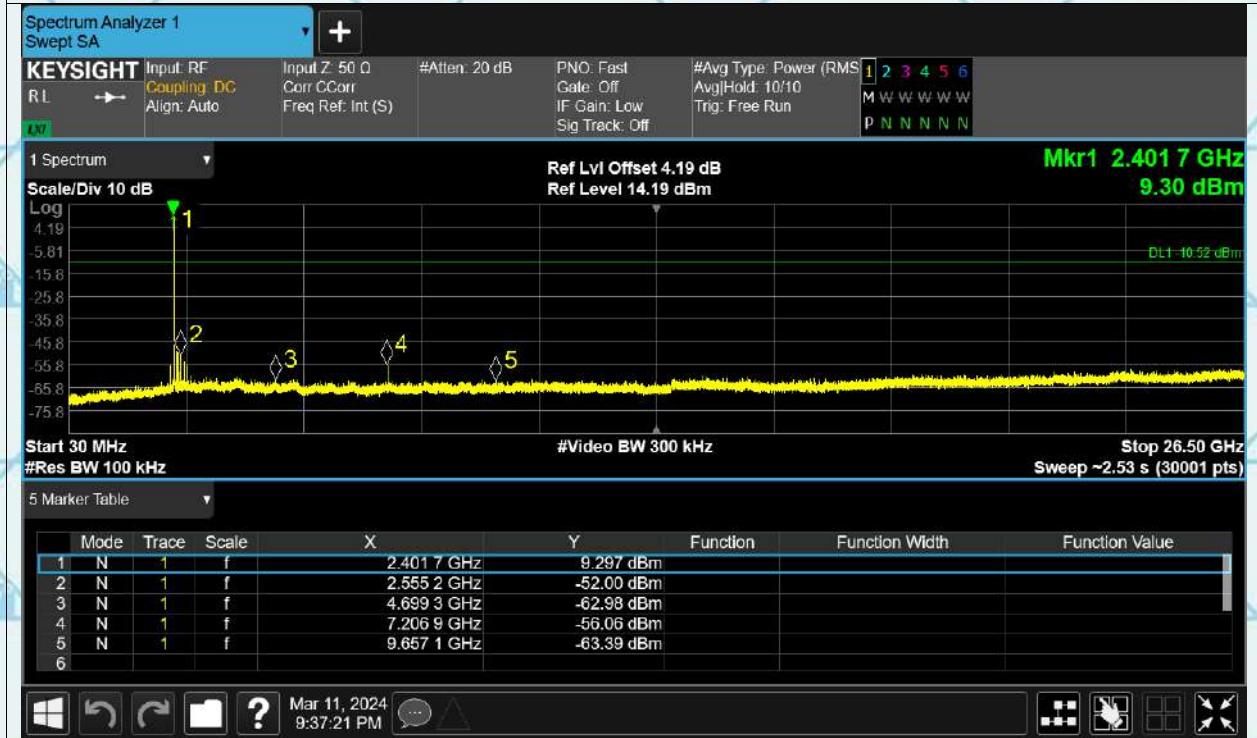 Spectrum Analyzer 1
Swept SA
+
KEYSIGHT Input: RF Input Z: 50 Ω #Atten: 20 dB PNO: Fast #Avg Type: Power (RMS 1 2 3 4 5 6
RL Coupling: DC Corr CCorr Gate: Off Avg|Hold: 10/10 M W W W W W
Align: Auto Freq Ref: Int (S) IF Gain: Low Trig: Free Run
LXI Sig Track: Off P N N N N N
1 Spectrum Ref Lvl Offset 4.19 dB Mkr1 2.401 7 GHz
Scale/Div 10 dB Ref Level 14.19 dBm 9.30 dBm
Log
1
4.19
-5.81 DL1 -10.52 dBm
-15.8
-25.8
-35.8
2
-45.8 4
-55.8 3 5
-65.8
-75.8
Start 30 MHz #Video BW 300 kHz Stop 26.50 GHz
#Res BW 100 kHz Sweep ~2.53 s (30001 pts)
5 Marker Table
Mode Trace Scale X Y Function Function Width Function Value
1 N 1 f 2.401 7 GHz 9.297 dBm
2 N 1 f 2.555 2 GHz -52.00 dBm
3 N 1 f 4.699 3 GHz -62.98 dBm
4 N 1 f 7.206 9 GHz -56.06 dBm
5 N 1 f 9.657 1 GHz -63.39 dBm
6
? Mar 11, 2024
9:37:21 PM